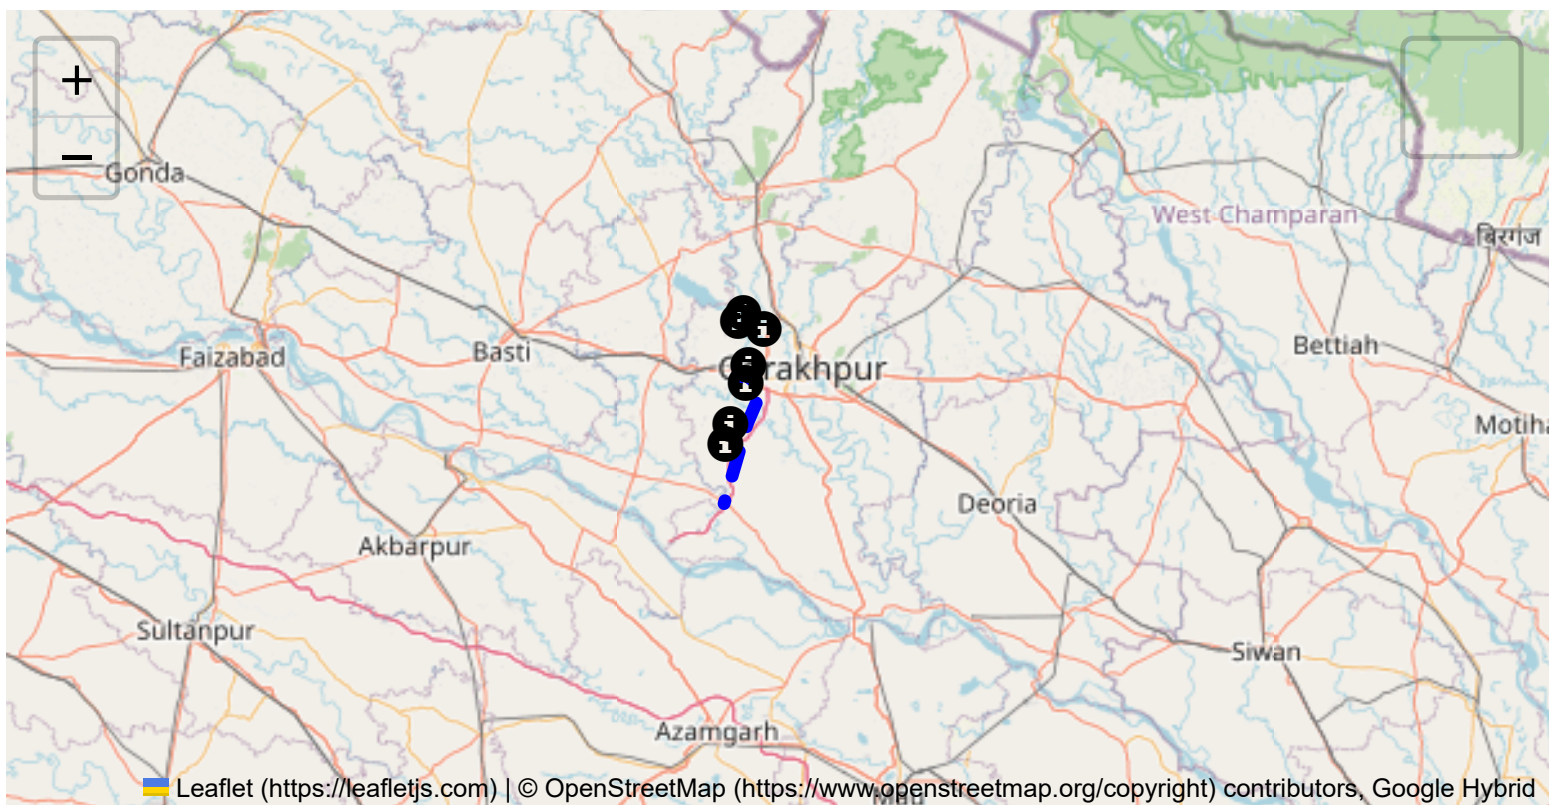 +
−
Gonda
West Champaran
बिरगंज
i
i
i
i
i
Faizabad
Basti
rakhpur
Bettiah
Motiha
Deoria
Akbarpur
Sultanpur
Siwan
Azamgarh
Leaflet (https://leafletjs.com) | © OpenStreetMap (https://www.openstreetmap.org/copyright) contributors, Google Hybrid